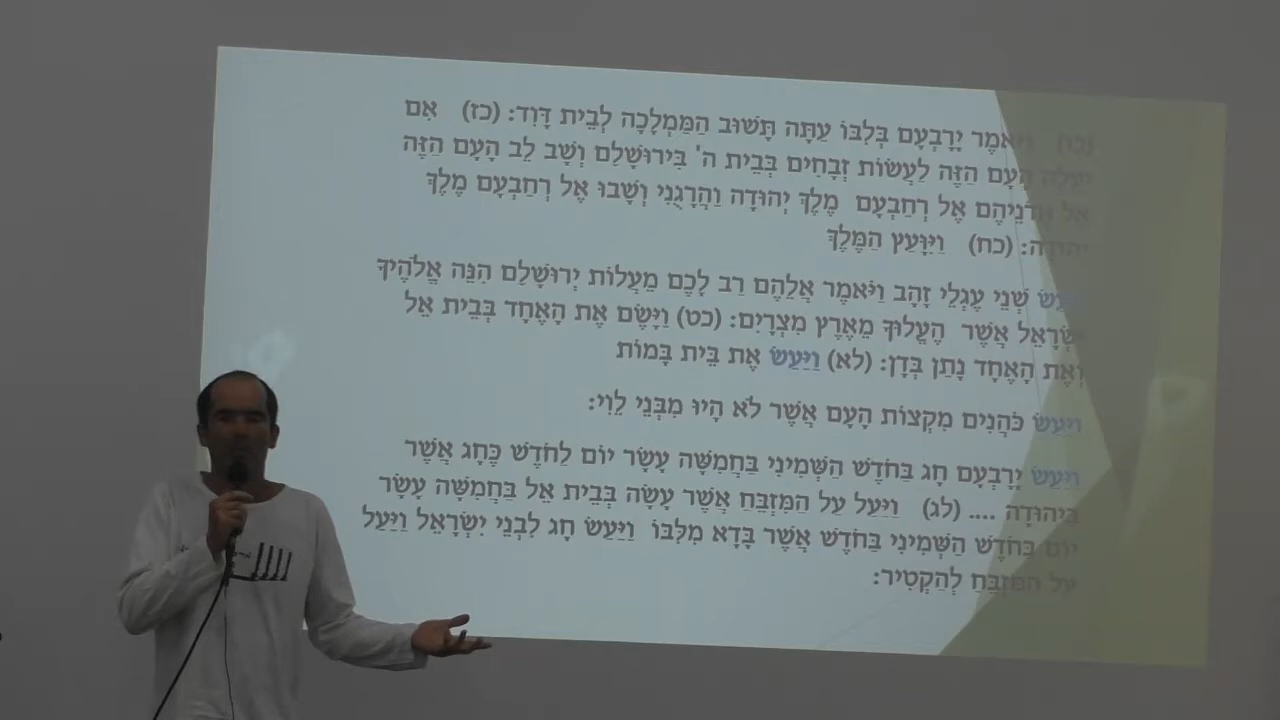 (כו) וַיֹּאמֶר יָרָבְעָם בְּלִבּוֹ עַתָּה תָּשׁוּב הַמַּמְלָכָה לְבֵית דָּוִד: (כז) אִם
יַעֲלֶה הָעָם הַזֶּה לַעֲשׂוֹת זְבָחִים בְּבֵית ה' בִּירוּשָׁלִַם וְשָׁב לֵב הָעָם הַזֶּה
אֶל אֲדֹנֵיהֶם אֶל רְחַבְעָם מֶלֶךְ יְהוּדָה וַהֲרָגֻנִי וְשָׁבוּ אֶל רְחַבְעָם מֶלֶךְ
יְהוּדָה: (כח) וַיִּוָּעַץ הַמֶּלֶךְ
וַיַּעַשׂ שְׁנֵי עֶגְלֵי זָהָב וַיֹּאמֶר אֲלֵהֶם רַב לָכֶם מֵעֲלוֹת יְרוּשָׁלִַם הִנֵּה אֱלֹהֶיךָ
יִשְׂרָאֵל אֲשֶׁר הֶעֱלוּךָ מֵאֶרֶץ מִצְרָיִם: (כט) וַיָּשֶׂם אֶת הָאֶחָד בְּבֵית אֵל
וְאֶת הָאֶחָד נָתַן בְּדָן: (לא) וַיַּעַשׂ אֶת בֵּית בָּמוֹת
וַיַּעַשׂ כֹּהֲנִים מִקְצוֹת הָעָם אֲשֶׁר לֹא הָיוּ מִבְּנֵי לֵוִי:
וַיַּעַשׂ יָרָבְעָם חָג בַּחֹדֶשׁ הַשְּׁמִינִי בַּחֲמִשָּׁה עָשָׂר יוֹם לַחֹדֶשׁ כֶּחָג אֲשֶׁר
בִּיהוּדָה .... (לג) וַיַּעַל עַל הַמִּזְבֵּחַ אֲשֶׁר עָשָׂה בְּבֵית אֵל בַּחֲמִשָּׁה עָשָׂר
יוֹם בַּחֹדֶשׁ הַשְּׁמִינִי בַּחֹדֶשׁ אֲשֶׁר בָּדָא מִלִּבּוֹ וַיַּעַשׂ חָג לִבְנֵי יִשְׂרָאֵל וַיַּעַל
עַל הַמִּזְבֵּחַ לְהַקְטִיר: